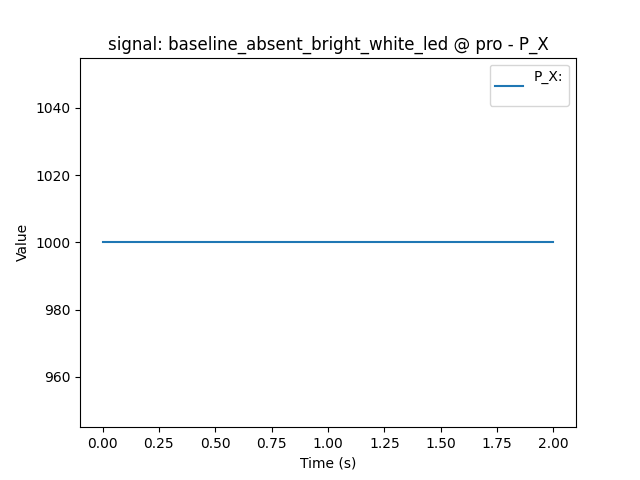 signal: baseline_absent_bright_white_led @ pro - P_X
P_X:
1040
1020
1000
980
960
Value
0.00 0.25 0.50 0.75 1.00 1.25 1.50 1.75 2.00
Time (s)